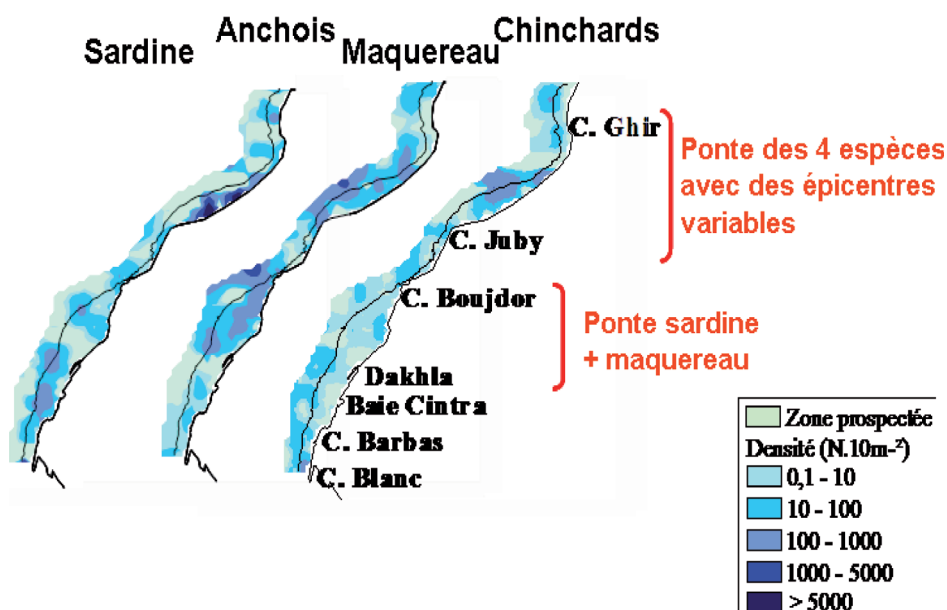 Sardine
Anchois
Maquereau
Chinchards
C. Ghir
Ponte des 4 espèces
avec des épicentres
variables
C. Juby
C. Boujdor
Ponte sardine
+ maquereau
Dakhla
Baie Cintra
C. Barbas
C. Blanc
Zone prospectée
Densité (N.10m-²)
0,1 - 10
10 - 100
100 - 1000
1000 - 5000
> 5000